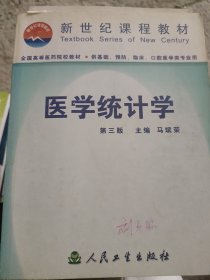 新世纪课程教材
Textbook Series of New Century
全国高等医药院校教材・供基础、预防、临床、口腔医学类专业用
医学统计学
第三版 主编 马斌荣
人民卫生出版社